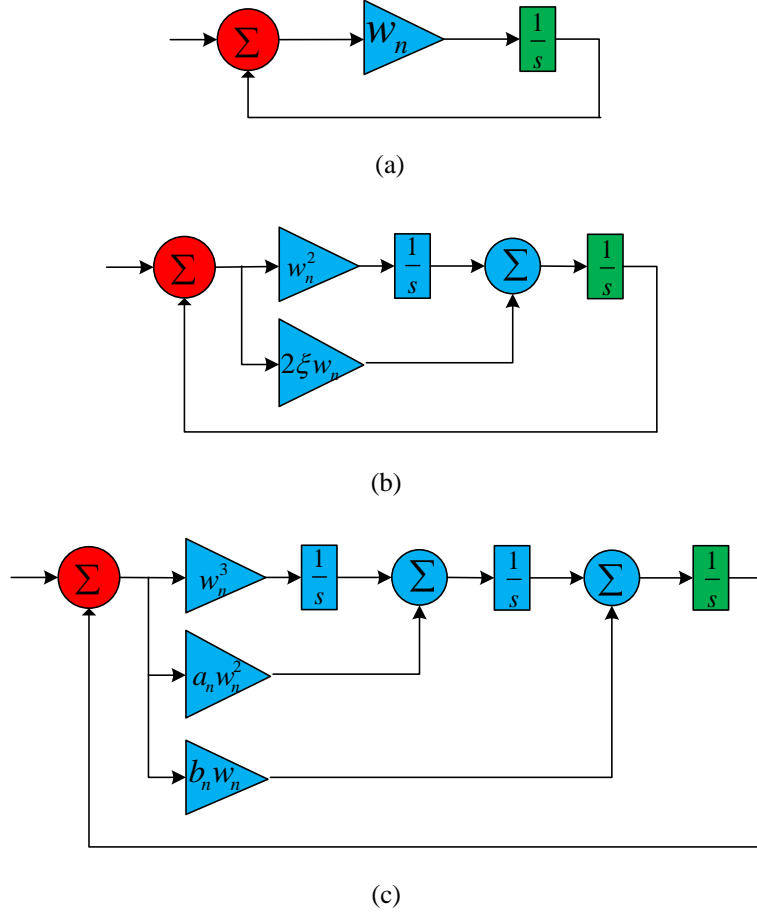 Σ w_n 1/s
(a)
Σ w_n^2 1/s Σ 1/s
2ξw_n
(b)
Σ w_n^3 1/s Σ 1/s Σ 1/s
a_n w_n^2
b_n w_n
(c)